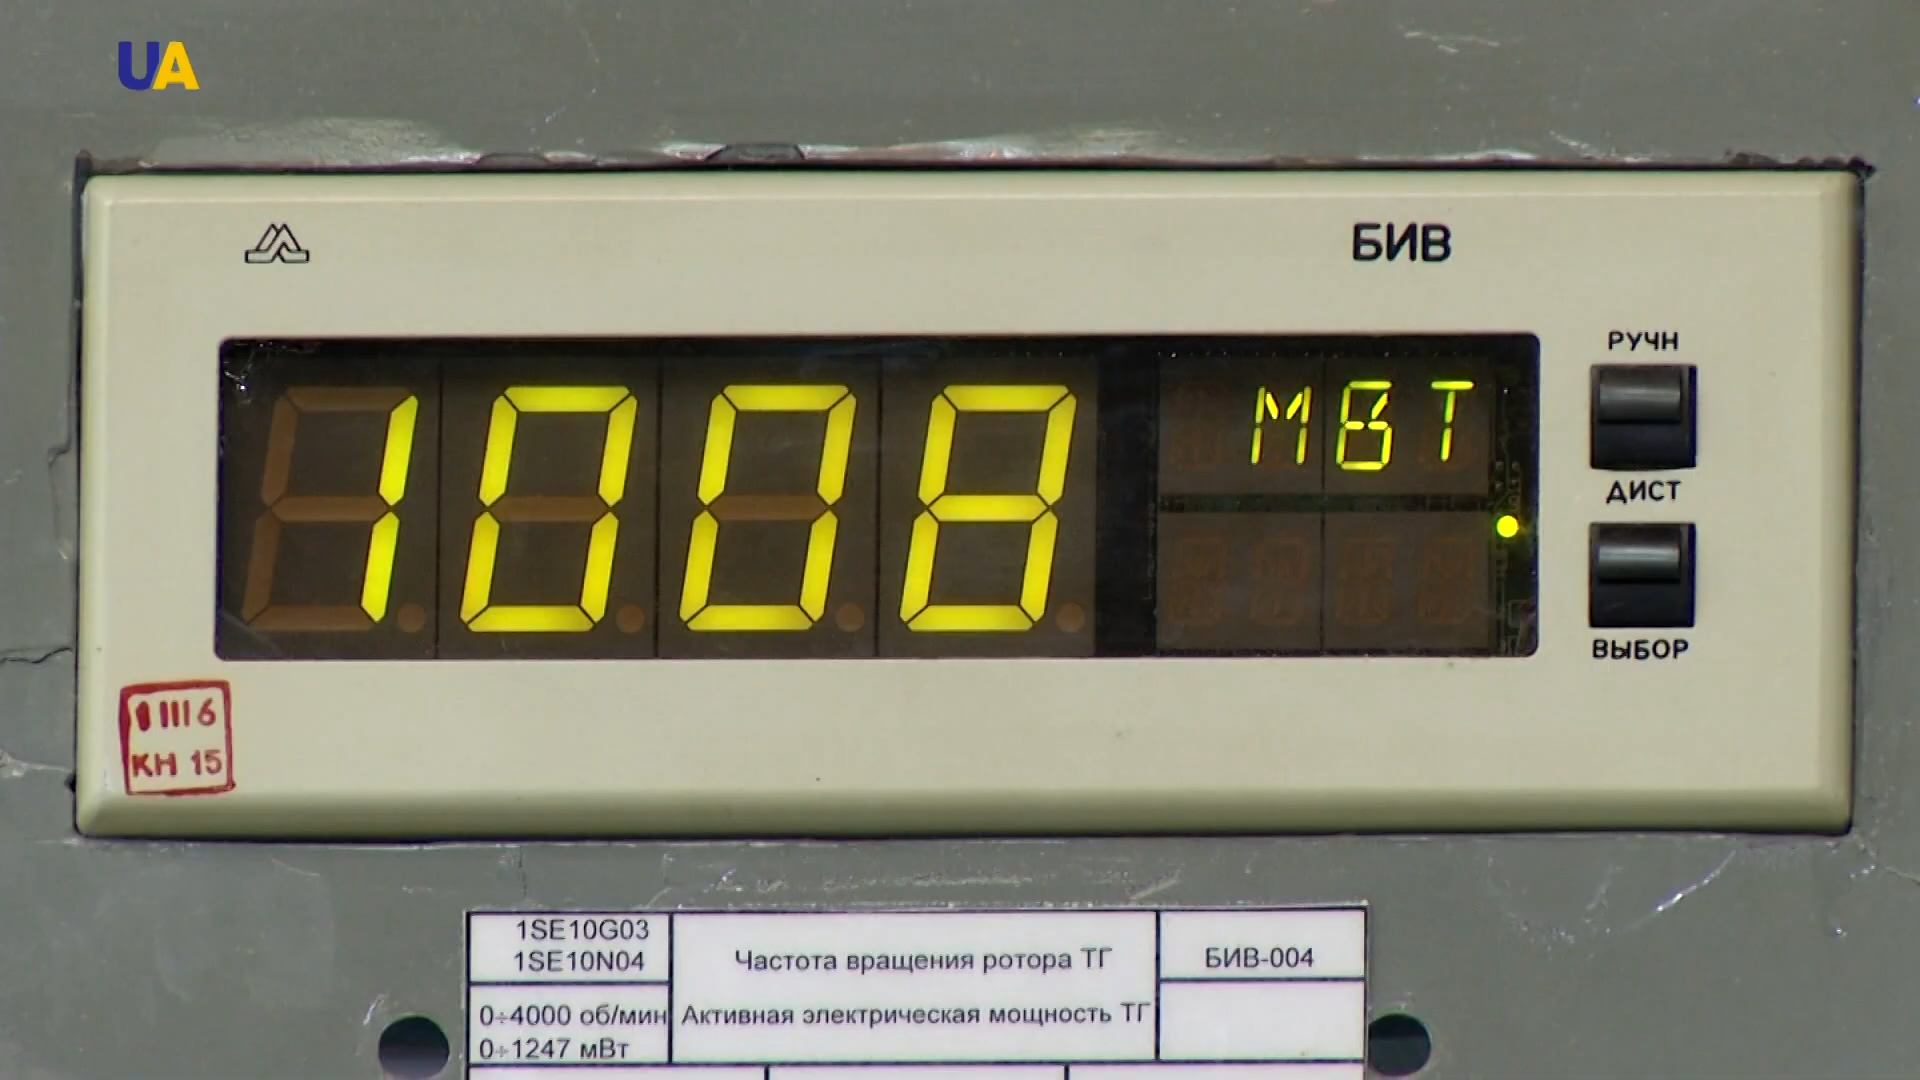 UA
БИВ
РУЧН
1008 МВТ
ДИСТ
ВЫБОР
КН 15
1SE10G03
1SE10N04
Частота вращения ротора ТГ
БИВ-004
0÷4000 об/мин
Активная электрическая мощность ТГ
0÷1247 мВт